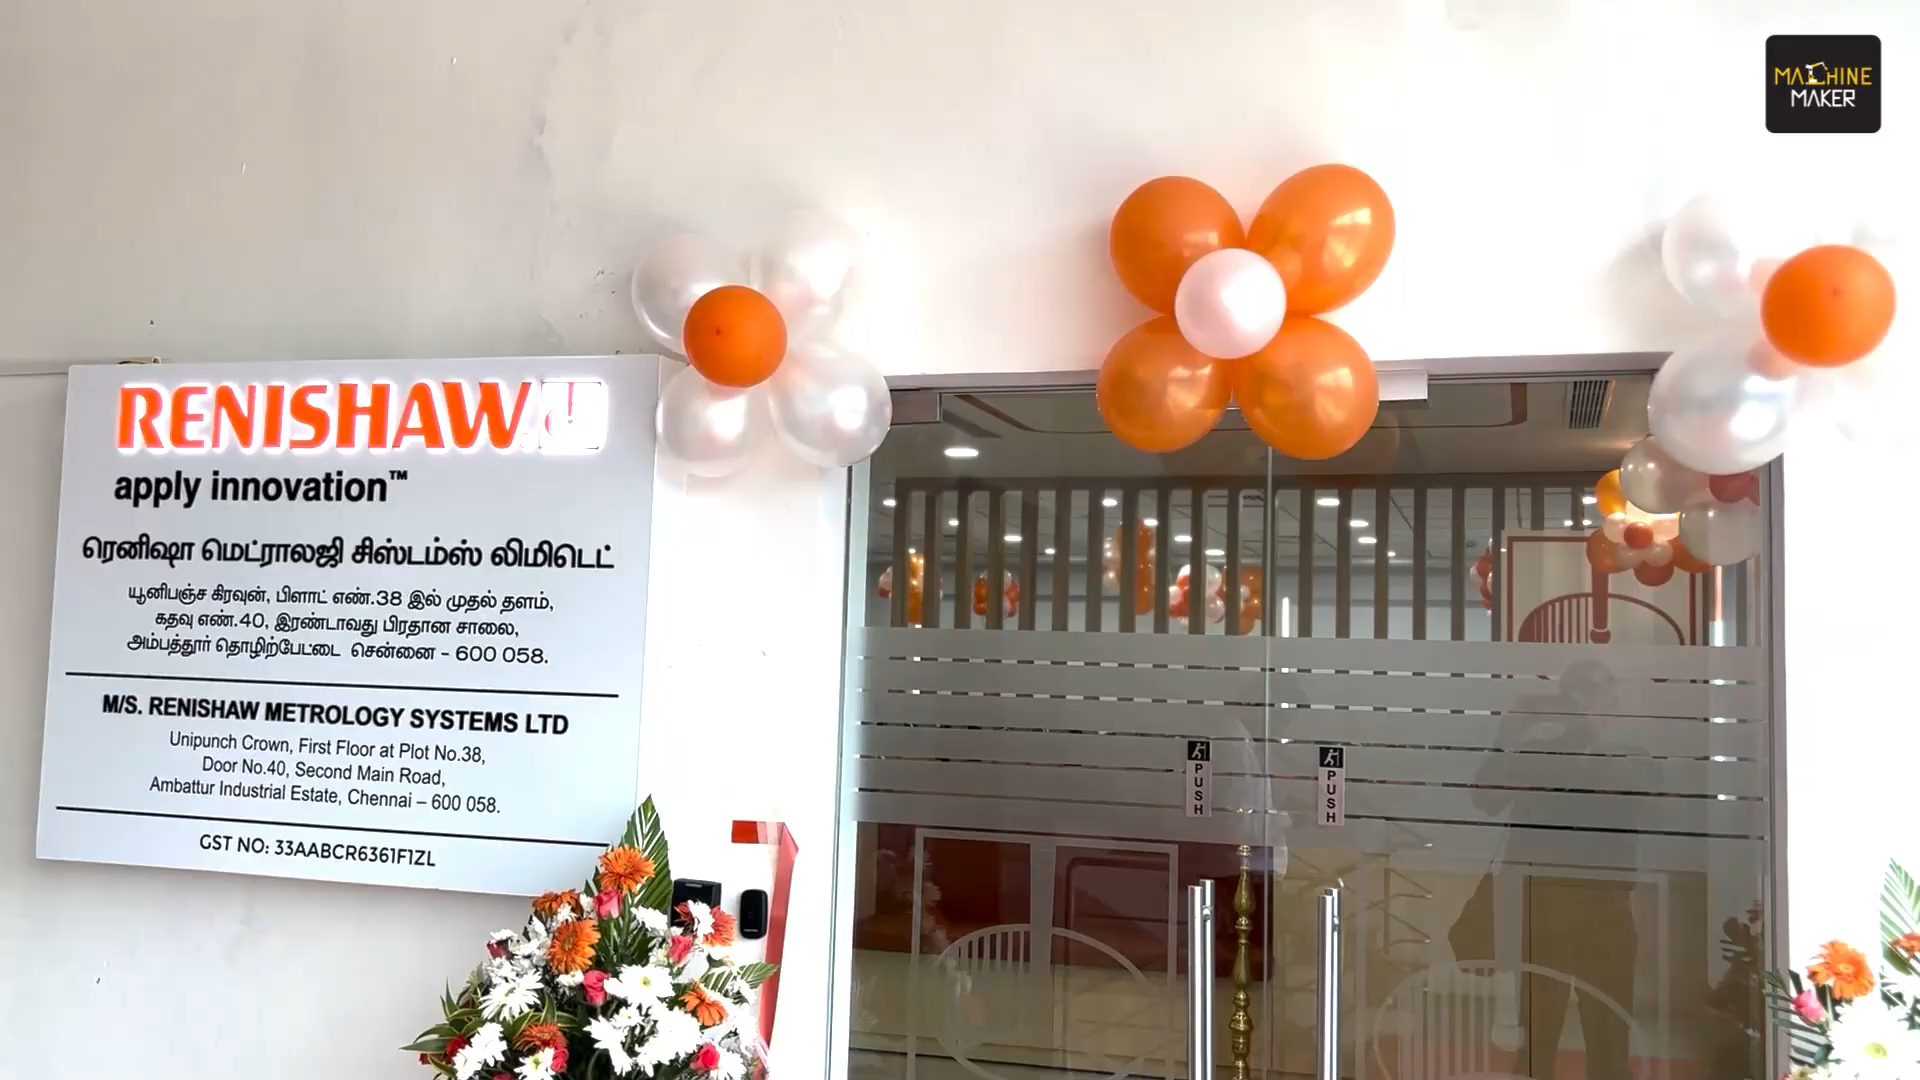 RENISHAW
apply innovation™
ரெனிஷா மெட்ராலஜி சிஸ்டம்ஸ் லிமிடெட்
யூனிபஞ்ச கிரவுன், பிளாட் எண்.38 இல் முதல் தளம்,
கதவு எண்.40, இரண்டாவது பிரதான சாலை,
அம்பத்தூர் தொழிற்பேட்டை சென்னை - 600 058.
M/S. RENISHAW METROLOGY SYSTEMS LTD
Unipunch Crown, First Floor at Plot No.38,
Door No.40, Second Main Road,
Ambattur Industrial Estate, Chennai – 600 058.
GST NO: 33AABCR6361F1ZL
PUSH
PUSH
MACHINE
MAKER